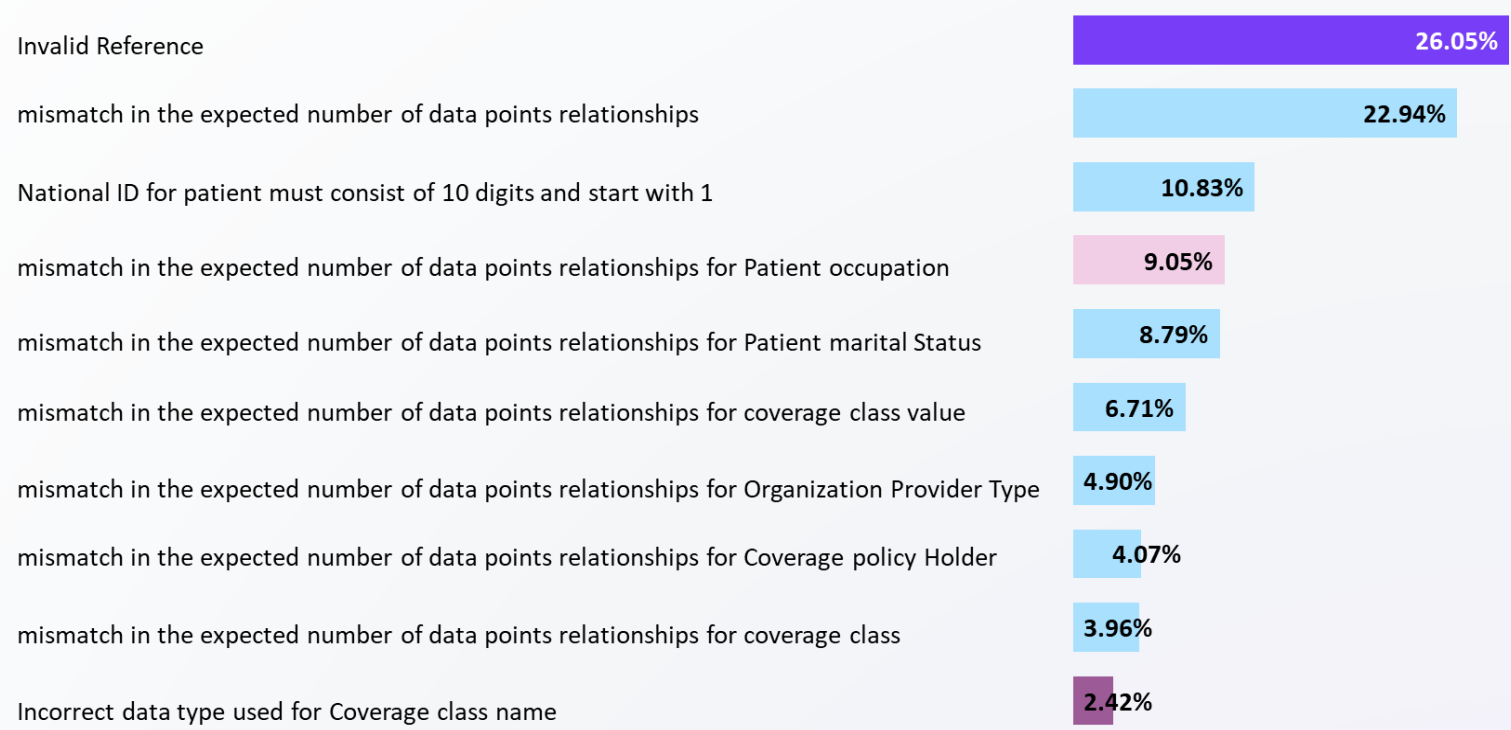 Invalid Reference 26.05%
mismatch in the expected number of data points relationships 22.94%
National ID for patient must consist of 10 digits and start with 1 10.83%
mismatch in the expected number of data points relationships for Patient occupation 9.05%
mismatch in the expected number of data points relationships for Patient marital Status 8.79%
mismatch in the expected number of data points relationships for coverage class value 6.71%
mismatch in the expected number of data points relationships for Organization Provider Type 4.90%
mismatch in the expected number of data points relationships for Coverage policy Holder 4.07%
mismatch in the expected number of data points relationships for coverage class 3.96%
Incorrect data type used for Coverage class name 2.42%